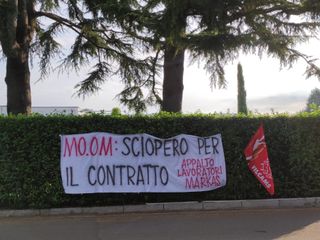 MO.OM: SCIOPERO PER
IL CONTRATTO
APPALTO
LAVORATORI
MARKAS